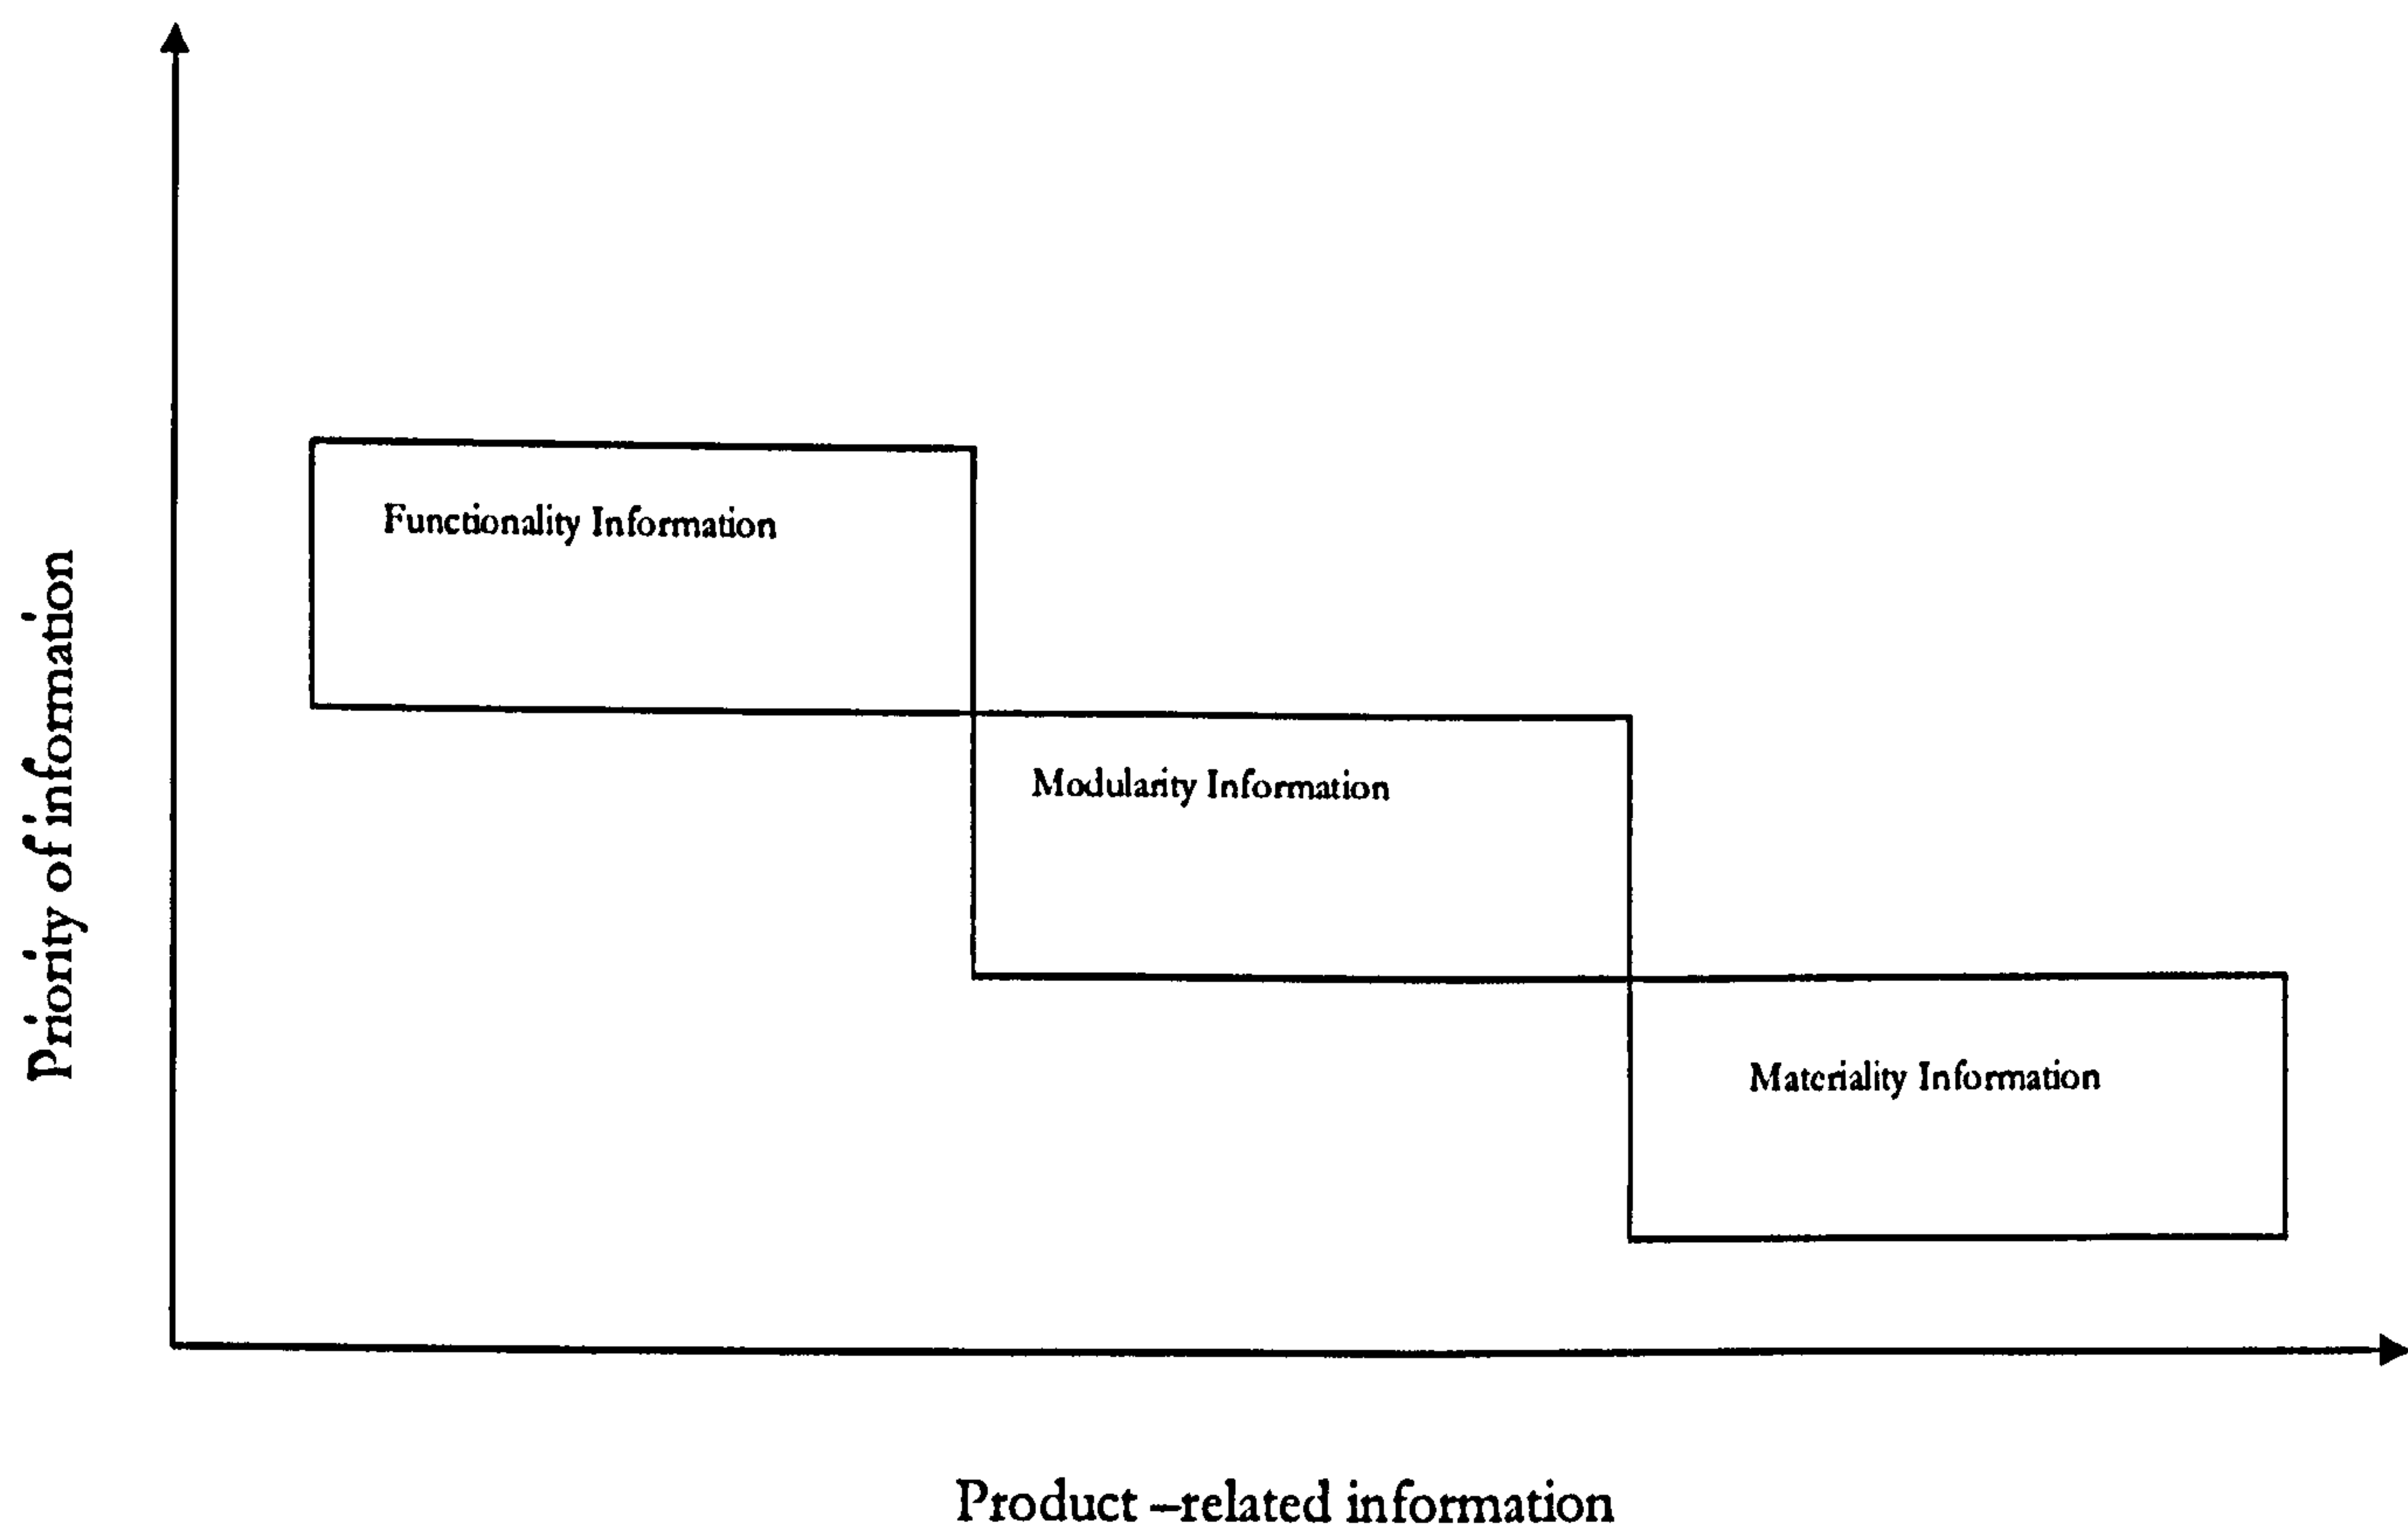 Priority of information
Functionality Information
Modularity Information
Materiality Information
Product –related information